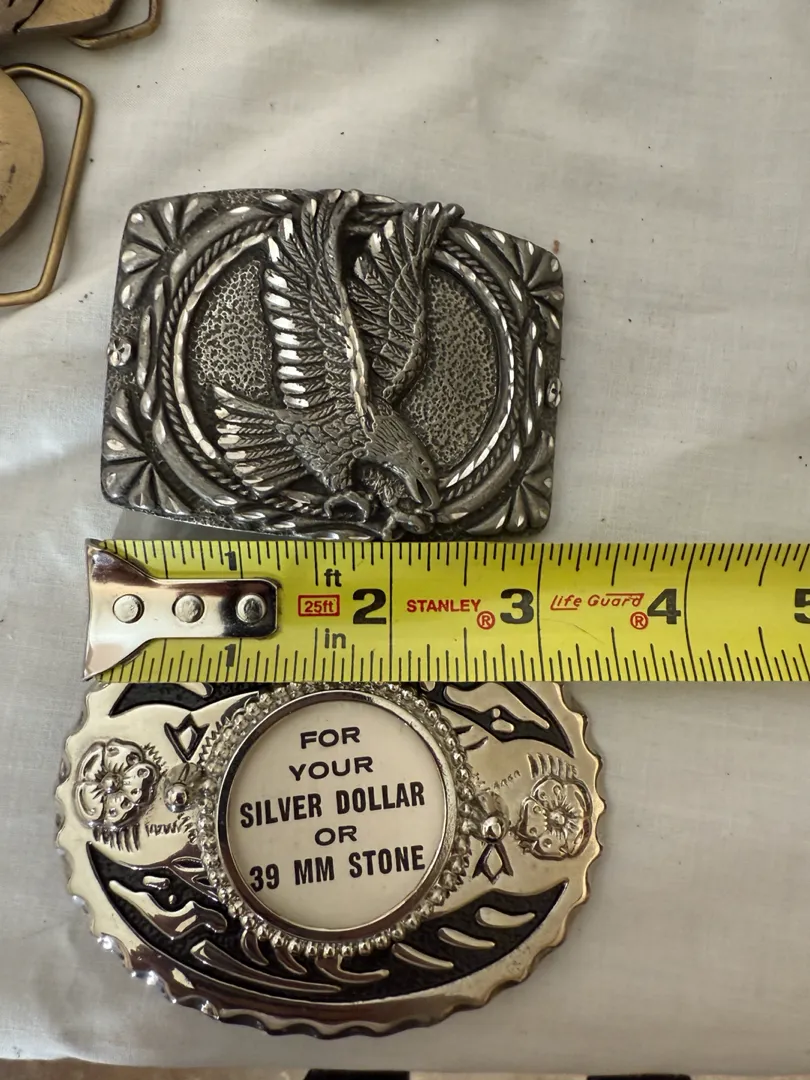 1 ft 25ft 2 STANLEY ® 3 Life Guard ® 4 5
1 in
FOR
YOUR
SILVER DOLLAR
OR
39 MM STONE